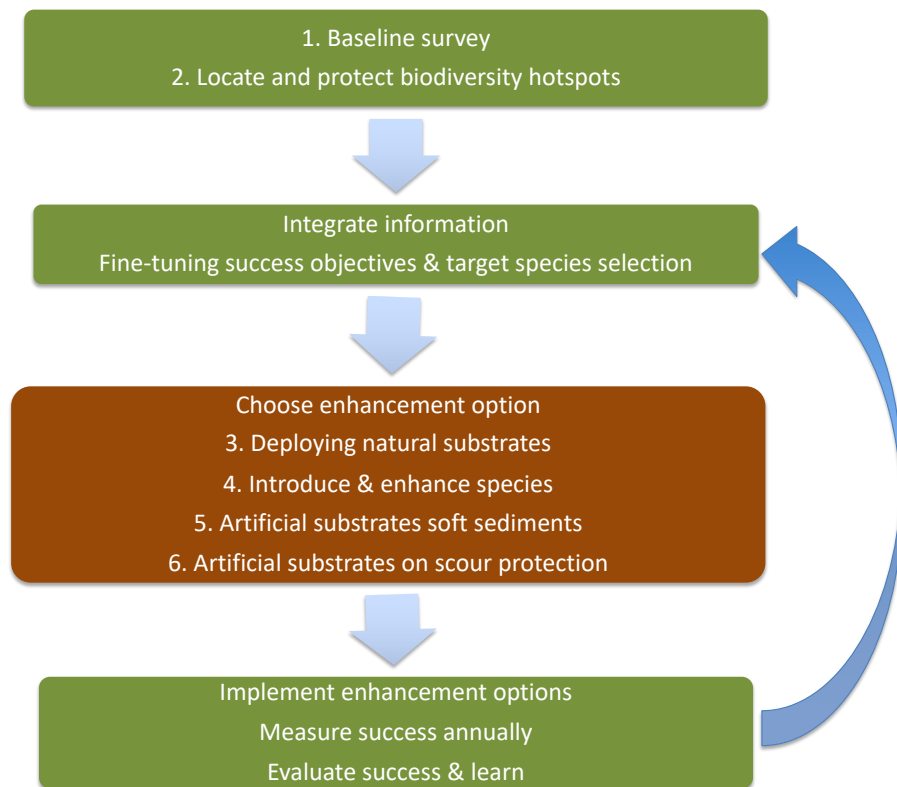 1. Baseline survey
2. Locate and protect biodiversity hotspots
Integrate information
Fine-tuning success objectives & target species selection
Choose enhancement option
3. Deploying natural substrates
4. Introduce & enhance species
5. Artificial substrates soft sediments
6. Artificial substrates on scour protection
Implement enhancement options
Measure success annually
Evaluate success & learn